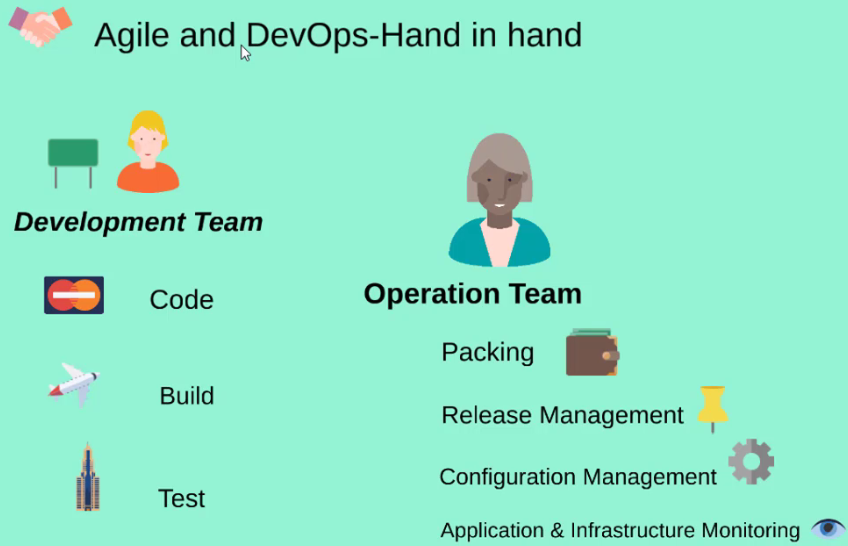 Agile and DevOps-Hand in hand
Development Team
Code
Build
Test
Operation Team
Packing
Release Management
Configuration Management
Application & Infrastructure Monitoring